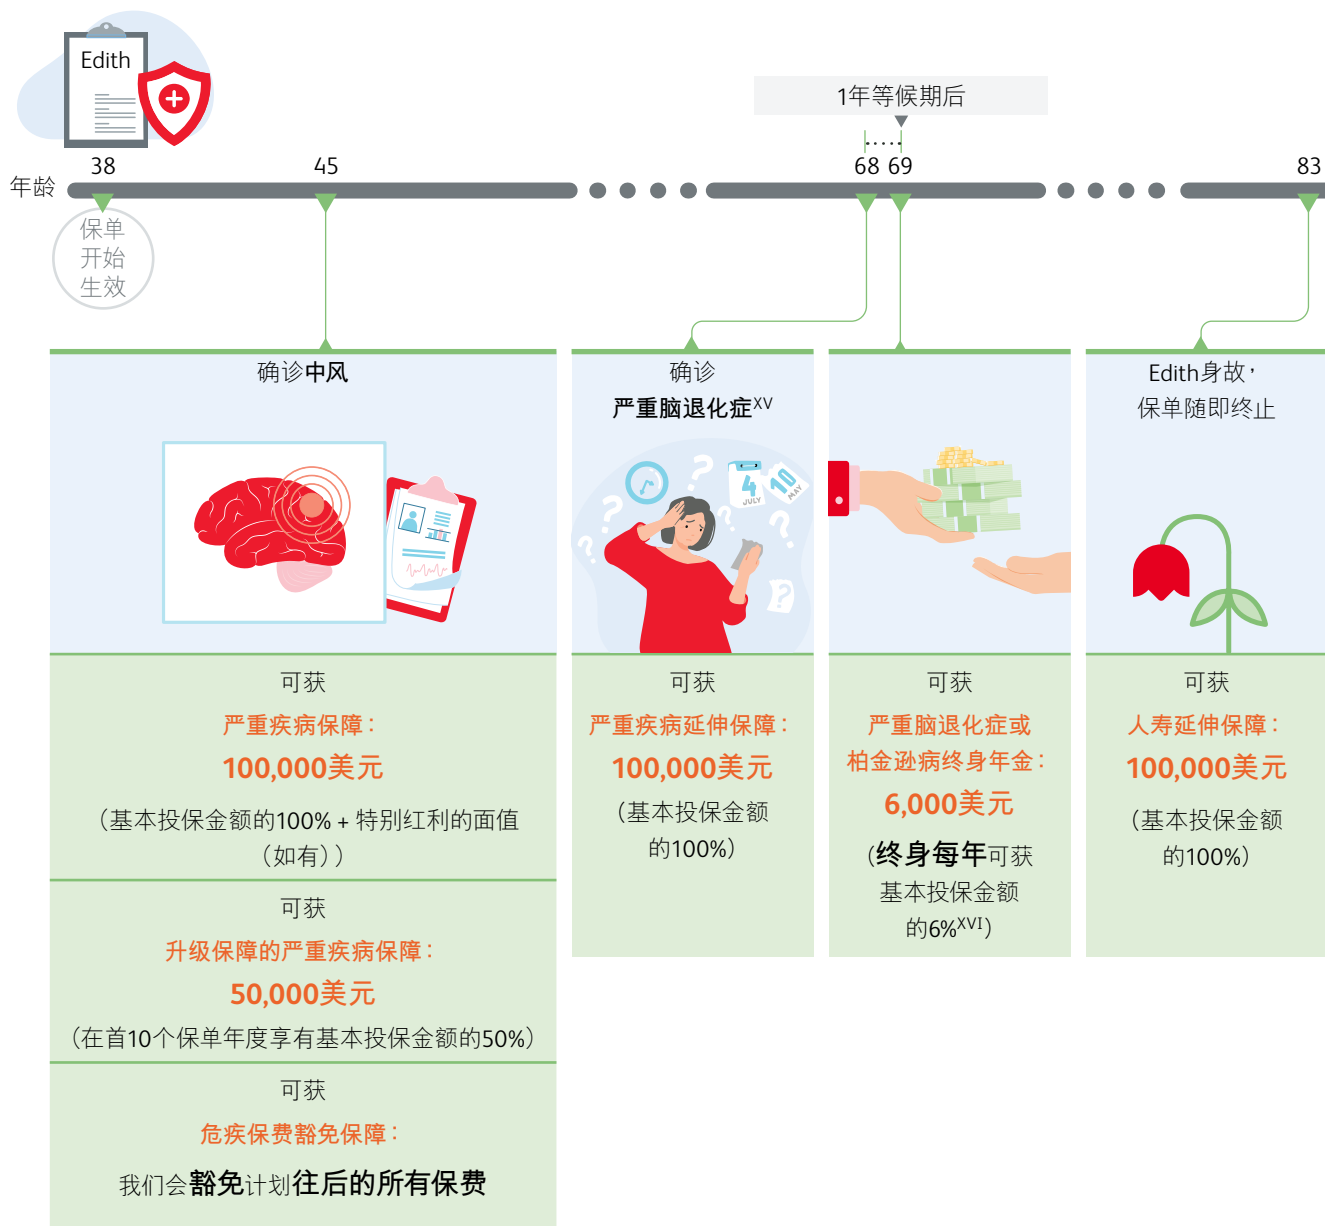 Edith
1年等候期后
38
45
68
69
83
年龄
保单
开始
生效
确诊中风
可获
严重疾病保障：
100,000美元
（基本投保金额的100% + 特别红利的面值
（如有））
可获
升级保障的严重疾病保障：
50,000美元
（在首10个保单年度享有基本投保金额的50%）
可获
危疾保费豁免保障：
我们会豁免计划往后的所有保费
确诊
严重脑退化症XV
4
JULY
10
MAY
可获
严重疾病延伸保障：
100,000美元
（基本投保金额
的100%）
可获
严重脑退化症或
柏金逊病终身年金：
6,000美元
（终身每年可获
基本投保金额
的6%XVI）
Edith身故，
保单随即终止
可获
人寿延伸保障：
100,000美元
（基本投保金额
的100%）